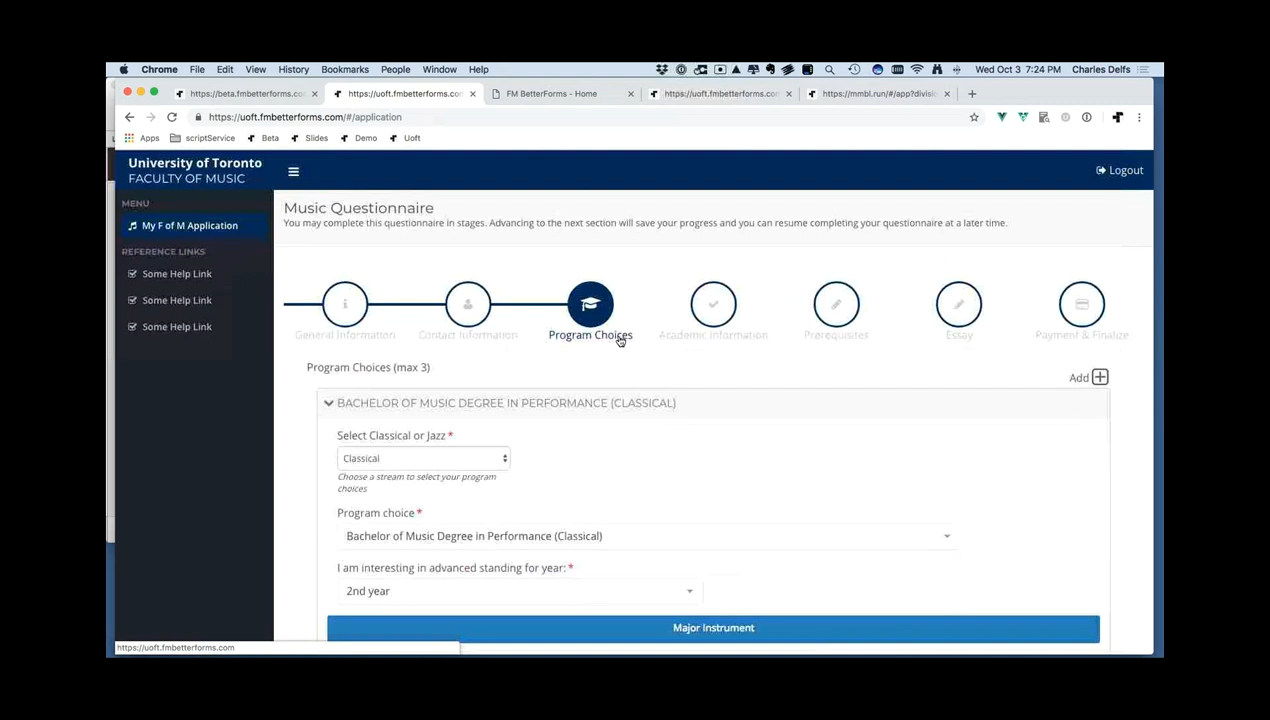 Chrome File Edit View History Bookmarks People Window Help Wed Oct 3 7:24 PM Charles Delfs
https://beta.fmbetterforms.co × https://uoft.fmbetterforms.co × FM BetterForms - Home × https://uoft.fmbetterforms.co × https://mmbl.run/#/app?divisi ×
https://uoft.fmbetterforms.com/#/application
Apps scriptService Beta Slides Demo Uoft
University of Toronto
FACULTY OF MUSIC
Logout
MENU
My F of M Application
REFERENCE LINKS
Some Help Link
Some Help Link
Some Help Link
Music Questionnaire
You may complete this questionnaire in stages. Advancing to the next section will save your progress and you can resume completing your questionnaire at a later time.
General Information Contact Information Program Choices Academic Information Prerequisites Essay Payment & Finalize
Program Choices (max 3)
Add
BACHELOR OF MUSIC DEGREE IN PERFORMANCE (CLASSICAL)
Select Classical or Jazz *
Classical
Choose a stream to select your program
choices
Program choice *
Bachelor of Music Degree in Performance (Classical)
I am interesting in advanced standing for year: *
2nd year
Major Instrument
https://uoft.fmbetterforms.com